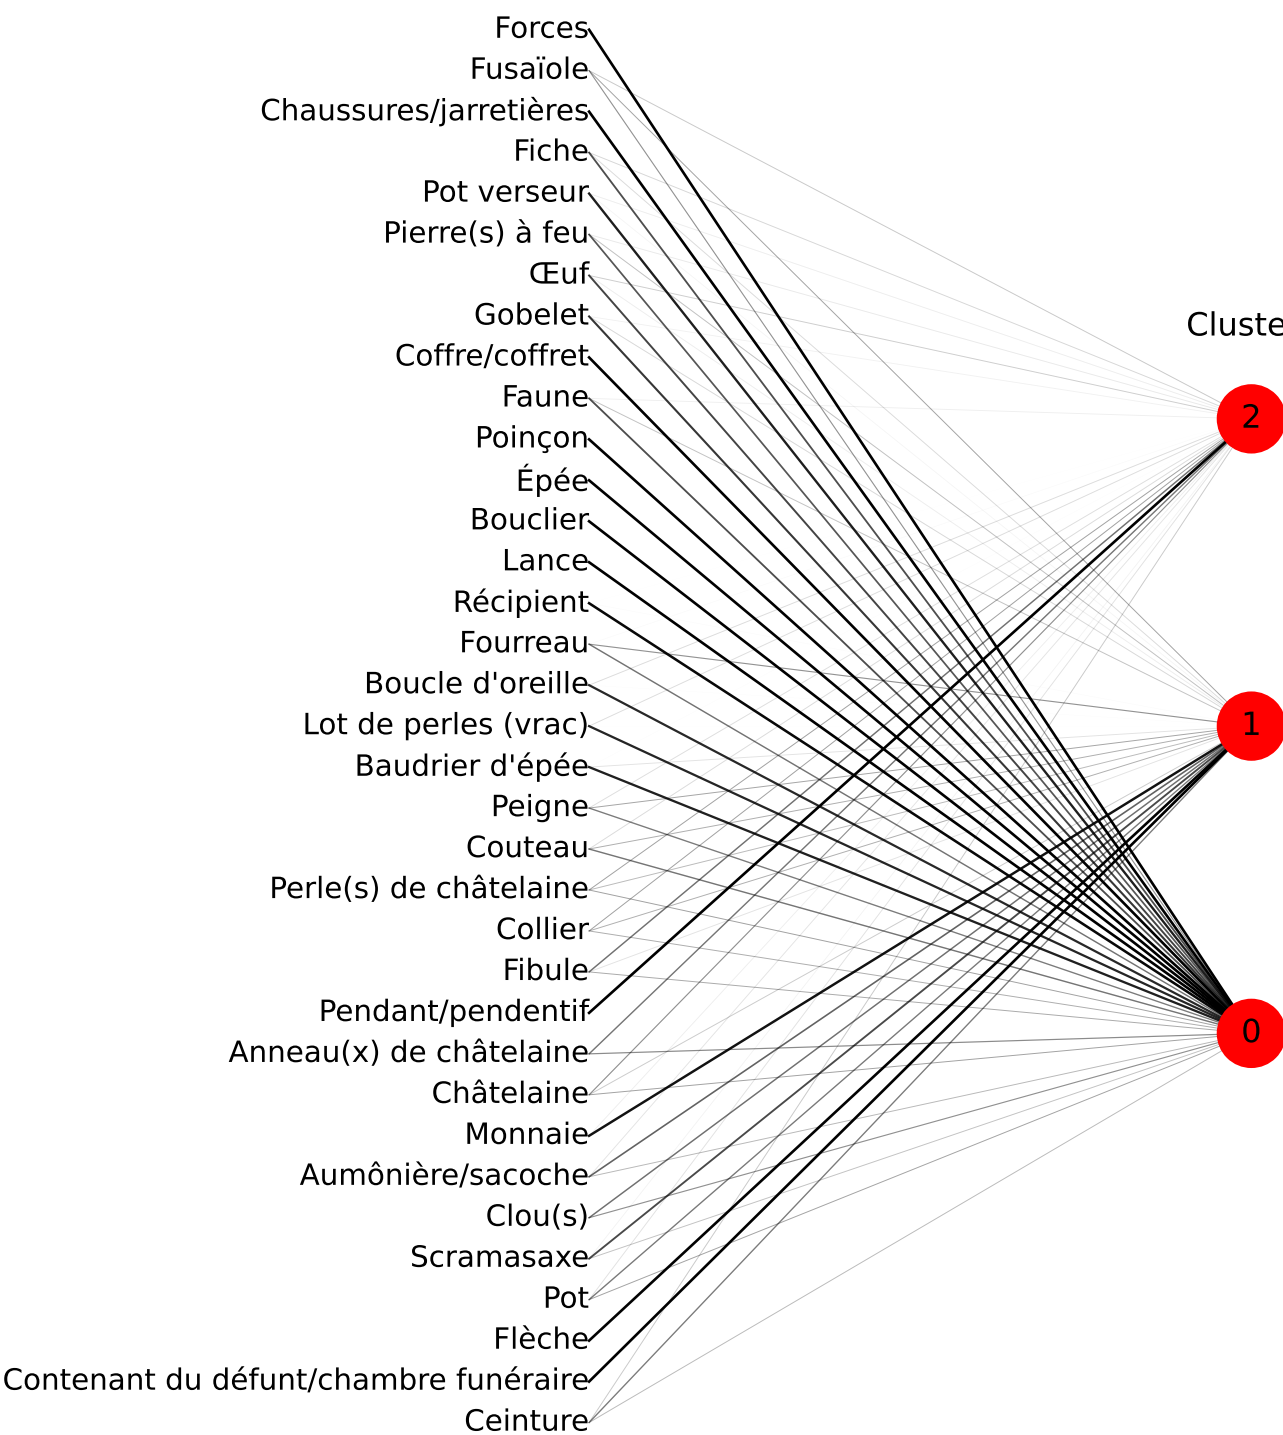 Forces
Fusaïole
Chaussures/jarretières
Fiche
Pot verseur
Pierre(s) à feu
Œuf
Gobelet
Cluste
Coffre/coffret
Faune
2
Poinçon
Épée
Bouclier
Lance
Récipient
Fourreau
Boucle d'oreille
Lot de perles (vrac)
1
Baudrier d'épée
Peigne
Couteau
Perle(s) de châtelaine
Collier
Fibule
Pendant/pendentif
0
Anneau(x) de châtelaine
Châtelaine
Monnaie
Aumônière/sacoche
Clou(s)
Scramasaxe
Pot
Flèche
Contenant du défunt/chambre funéraire
Ceinture